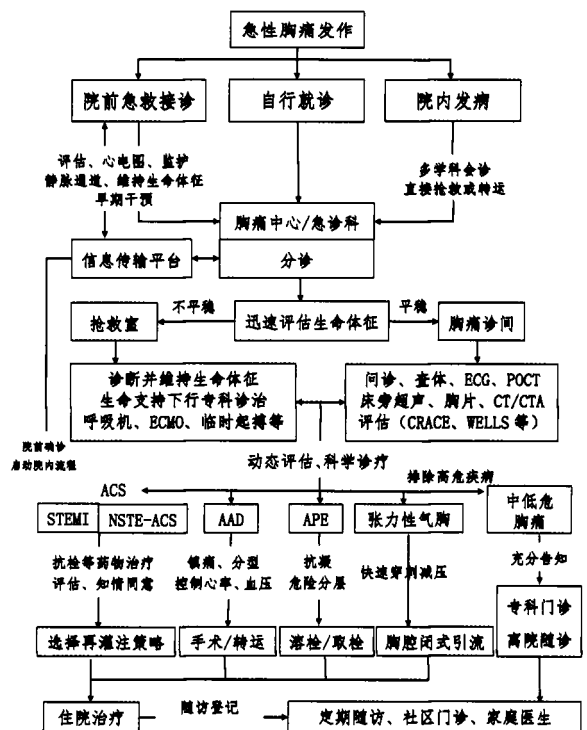 急性胸痛发作
院前急救接诊
自行就诊
院内发病
评估、心电图、监护
静脉通道、维持生命体征
早期干预
多学科会诊
直接抢救或转运
胸痛中心/急诊科
信息传输平台
分诊
不平稳
平稳
抢救室
迅速评估生命体征
胸痛诊间
诊断并维持生命体征
生命支持下行专科诊治
呼吸机、ECMO、临时起搏等
问诊、查体、ECG、POCT
床旁超声、胸片、CT/CTA
评估（CRACE、WELLS等）
院前确诊
启动院内流程
动态评估、科学诊疗
ACS
排除高危疾病
STEMI
NSTE-ACS
AAD
APE
张力性气胸
中低危
胸痛
抗栓等药物治疗
评估、知情同意
镇痛、分型
控制心率、血压
抗凝
危险分层
快速穿刺减压
充分告知
选择再灌注策略
手术/转运
溶栓/取栓
胸腔闭式引流
专科门诊
离院随诊
住院治疗
随访登记
定期随访、社区门诊、家庭医生